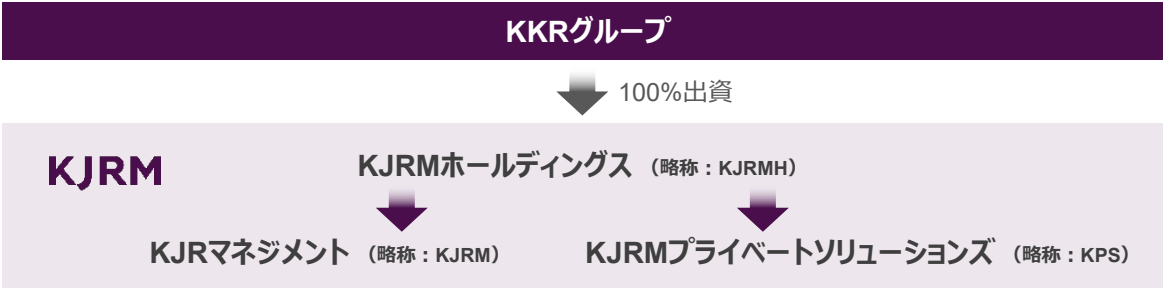 KKRグループ
100%出資
KJRM
KJRMホールディングス （略称：KJRMH）
KJRマネジメント （略称：KJRM） KJRMプライベートソリューションズ （略称：KPS）